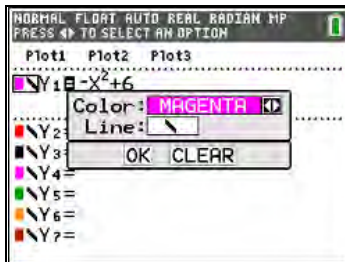 NORMAL FLOAT AUTO REAL RADIAN MP
PRESS ◀▶ TO SELECT AN OPTION
Plot1 Plot2 Plot3
\Y1=-X²+6
Color: MAGENTA ◀▶
Line: \
\Y2=
OK CLEAR
\Y3=
\Y4=
\Y5=
\Y6=
\Y7=